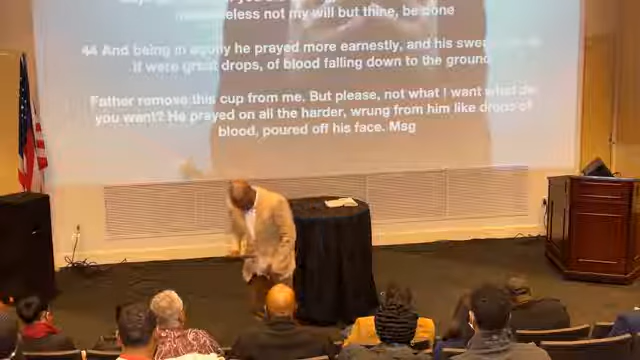 nevertheless not my will but thine, be done
44 And being in agony he prayed more earnestly, and his sweat
it were great drops, of blood falling down to the ground
Father remose this cup from me. But please, not what I want what do
you want? He prayed on all the harder, wrung from him like drops of
blood, poured off his face. Msg